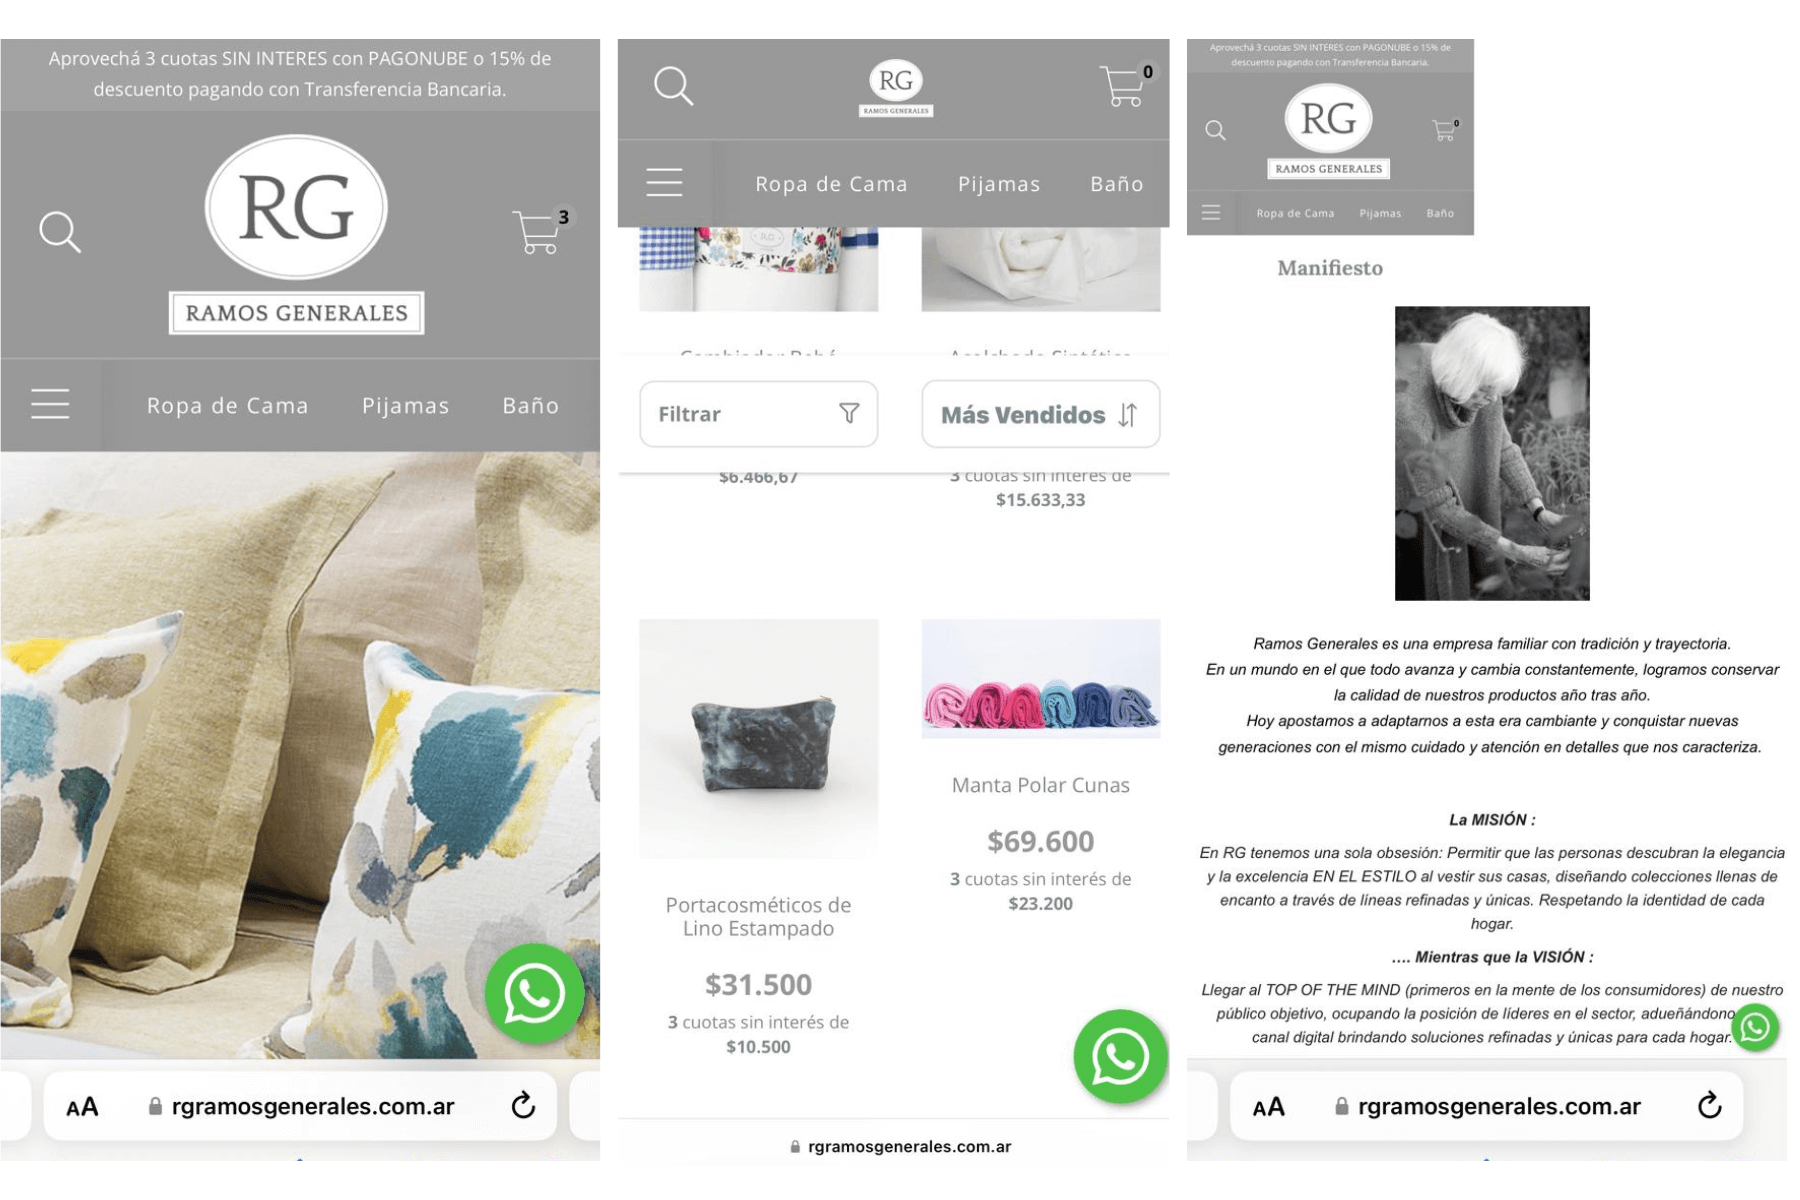 Aprovechá 3 cuotas SIN INTERES con PAGONUBE o 15% de
descuento pagando con Transferencia Bancaria.
RG
3
RAMOS GENERALES
Ropa de Cama
Pijamas
Baño
AA
rgramosgenerales.com.ar
RG
RAMOS GENERALES
0
Ropa de Cama
Pijamas
Baño
RG
Cambiador Bebé
Acolchado Sintético
Filtrar
Más Vendidos
$6.466,67
3 cuotas sin interés de
$15.633,33
Portacosméticos de
Lino Estampado
$31.500
3 cuotas sin interés de
$10.500
Manta Polar Cunas
$69.600
3 cuotas sin interés de
$23.200
rgramosgenerales.com.ar
Aprovechá 3 cuotas SIN INTERES con PAGONUBE o 15% de
descuento pagando con Transferencia Bancaria.
RG
0
RAMOS GENERALES
Ropa de Cama
Pijamas
Baño
Manifiesto
Ramos Generales es una empresa familiar con tradición y trayectoria.
En un mundo en el que todo avanza y cambia constantemente, logramos conservar
la calidad de nuestros productos año tras año.
Hoy apostamos a adaptarnos a esta era cambiante y conquistar nuevas
generaciones con el mismo cuidado y atención en detalles que nos caracteriza.
La MISIÓN :
En RG tenemos una sola obsesión: Permitir que las personas descubran la elegancia
y la excelencia EN EL ESTILO al vestir sus casas, diseñando colecciones llenas de
encanto a través de líneas refinadas y únicas. Respetando la identidad de cada
hogar.
.... Mientras que la VISIÓN :
Llegar al TOP OF THE MIND (primeros en la mente de los consumidores) de nuestro
público objetivo, ocupando la posición de líderes en el sector, adueñándono
canal digital brindando soluciones refinadas y únicas para cada hogar.
AA
rgramosgenerales.com.ar